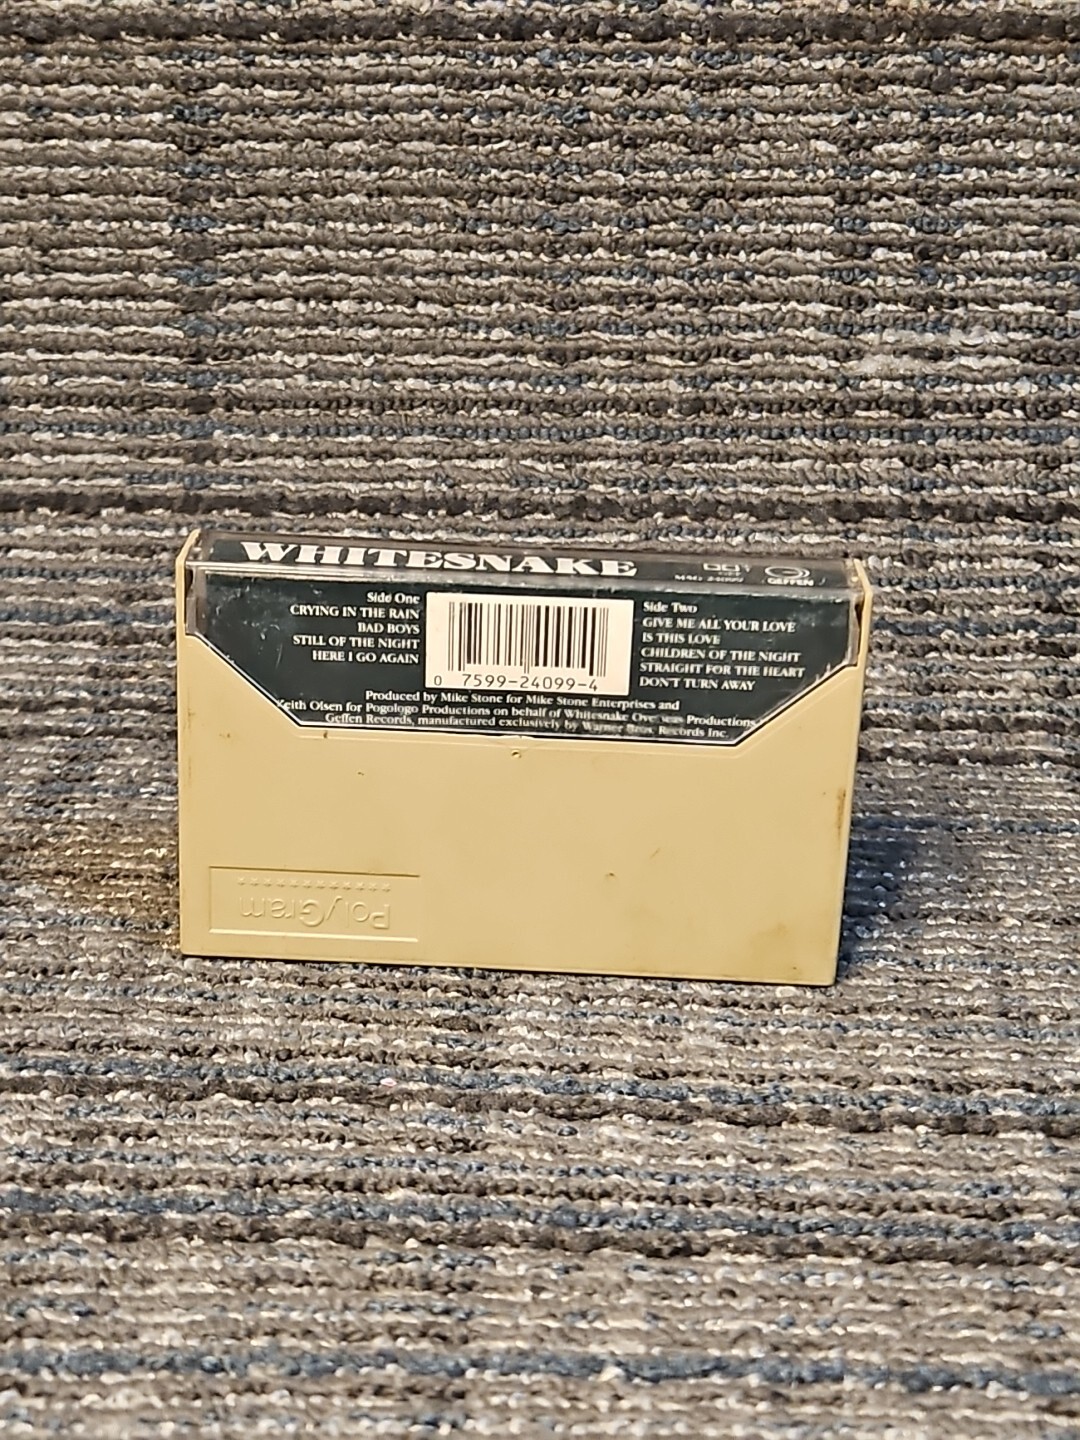 WHITESNAKE
GEFFEN
Side One
CRYING IN THE RAIN
BAD BOYS
STILL OF THE NIGHT
HERE I GO AGAIN
0 7599-24099-4
Side Two
GIVE ME ALL YOUR LOVE
IS THIS LOVE
CHILDREN OF THE NIGHT
STRAIGHT FOR THE HEART
DON'T TURN AWAY
Produced by Mike Stone for Mike Stone Enterprises and
Keith Olsen for Pogologo Productions on behalf of Whitesnake Productions
Geffen Records, manufactured exclusively by Warner Bros. Records Inc.
PolyGram